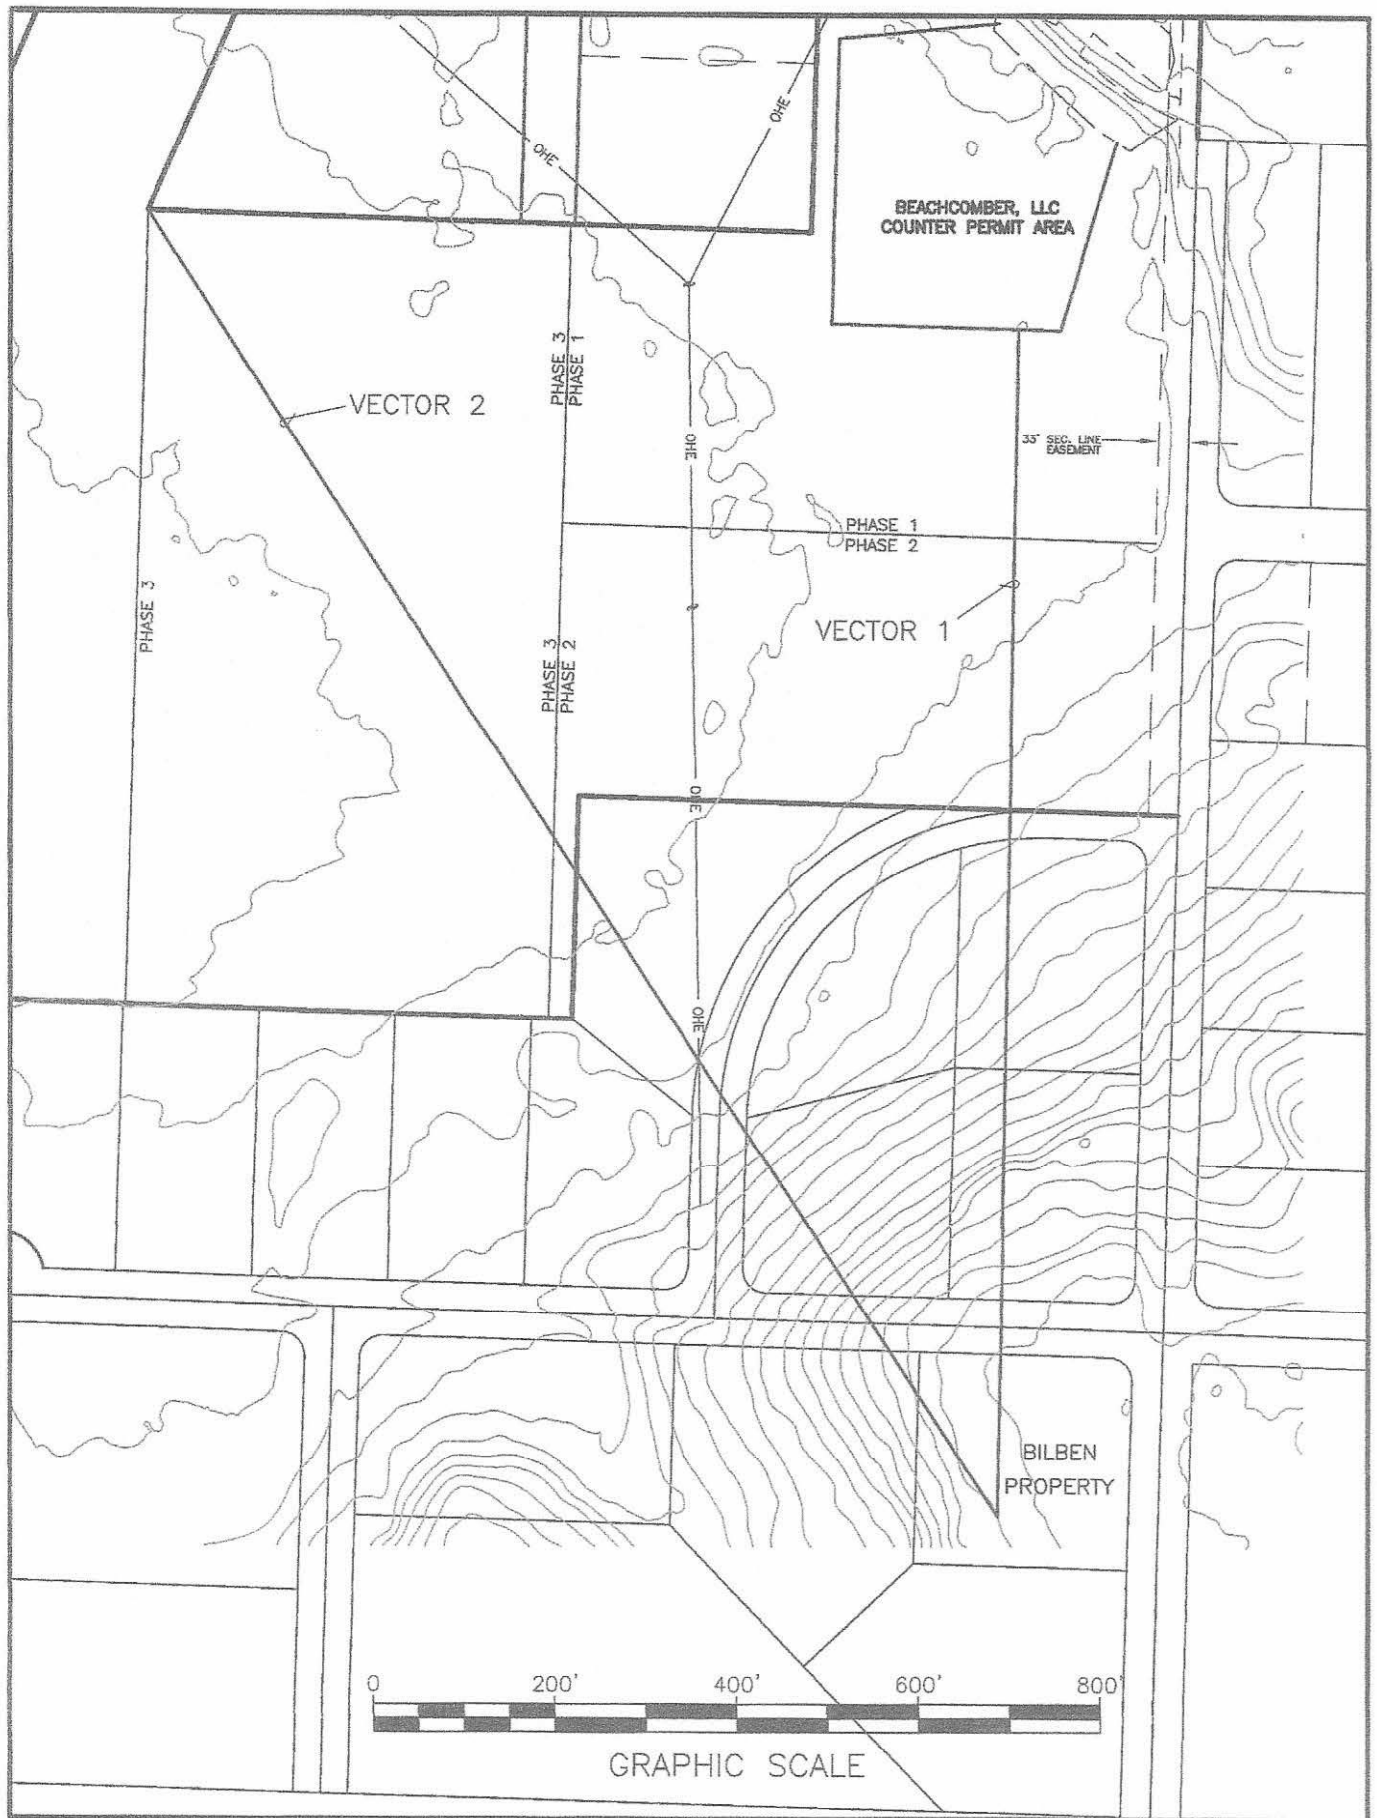 OHE
OHE
BEACHCOMBER, LLC
COUNTER PERMIT AREA
PHASE 3
PHASE 1
VECTOR 2
OHE
33' SEC. LINE
EASEMENT
PHASE 1
PHASE 2
PHASE 3
VECTOR 1
PHASE 3
PHASE 2
OHE
OHE
BILBEN
PROPERTY
0 200' 400' 600' 800'
GRAPHIC SCALE